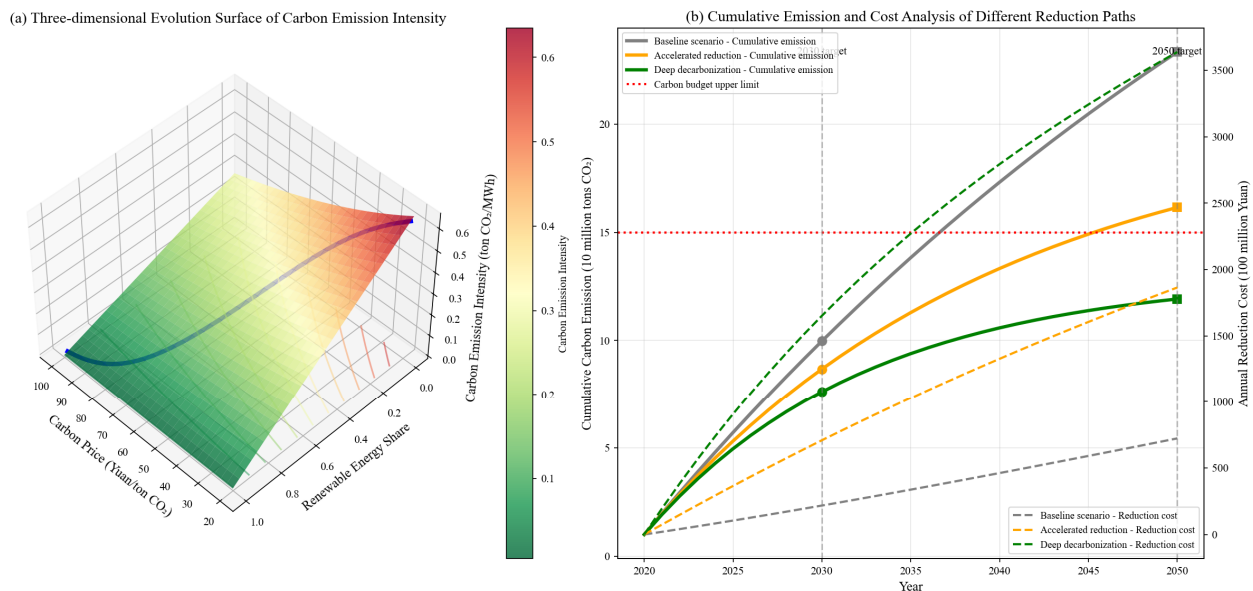 (a) Three-dimensional Evolution Surface of Carbon Emission Intensity
0.6
0.5
0.4
0.3
0.2
0.1
Carbon Emission Intensity
0.6
0.5
0.4
0.3
0.2
0.1
0.0
Carbon Emission Intensity (ton CO₂/MWh)
100
90
80
70
60
50
40
30
20
Carbon Price (Yuan/ton CO₂)
0.0
0.2
0.4
0.6
0.8
1.0
Renewable Energy Share
(b) Cumulative Emission and Cost Analysis of Different Reduction Paths
Baseline scenario - Cumulative emission
Accelerated reduction - Cumulative emission
Deep decarbonization - Cumulative emission
Carbon budget upper limit
2030 target
2050 target
20
15
10
5
0
Cumulative Carbon Emission (10 million tons CO₂)
3500
3000
2500
2000
1500
1000
500
0
Annual Reduction Cost (100 million Yuan)
Baseline scenario - Reduction cost
Accelerated reduction - Reduction cost
Deep decarbonization - Reduction cost
2020
2025
2030
2035
2040
2045
2050
Year